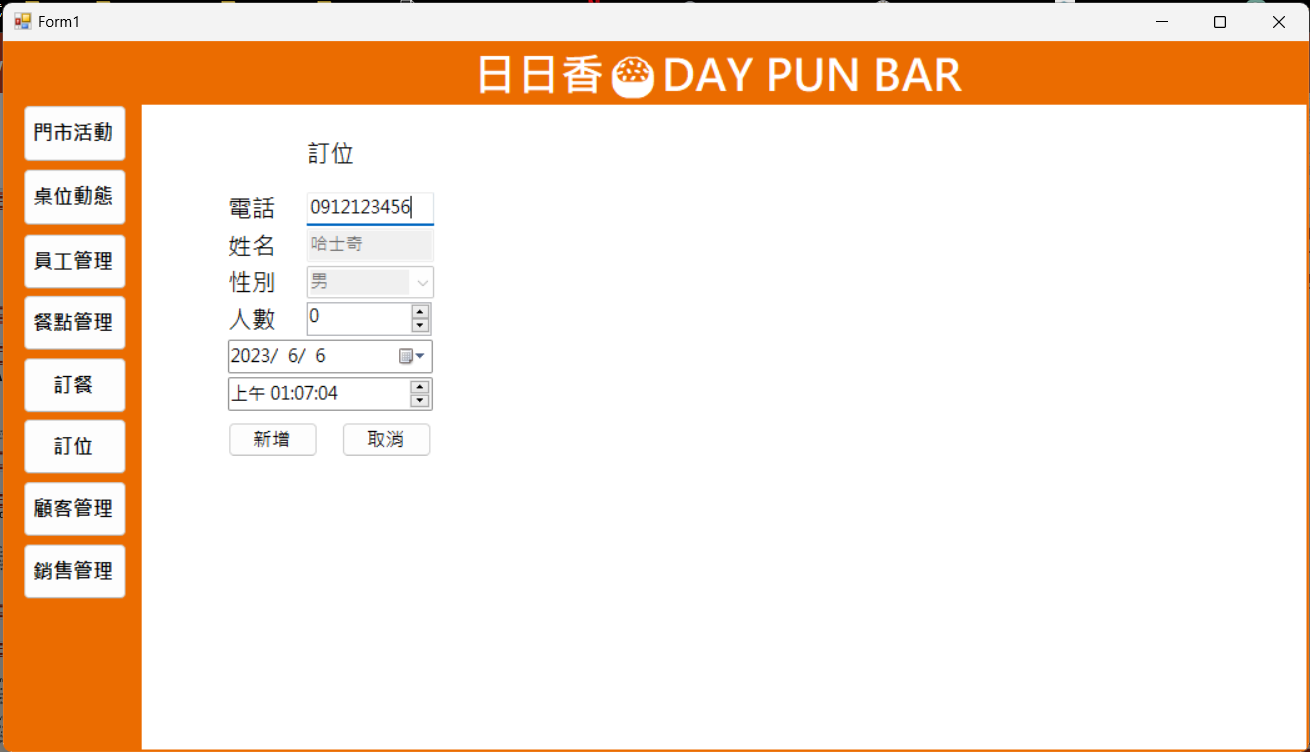 Form1
日日香 DAY PUN BAR
門市活動
桌位動態
員工管理
餐點管理
訂餐
訂位
顧客管理
銷售管理
訂位
電話 0912123456
姓名 哈士奇
性別 男
人數 0
2023/ 6/ 6
上午 01:07:04
新增 取消